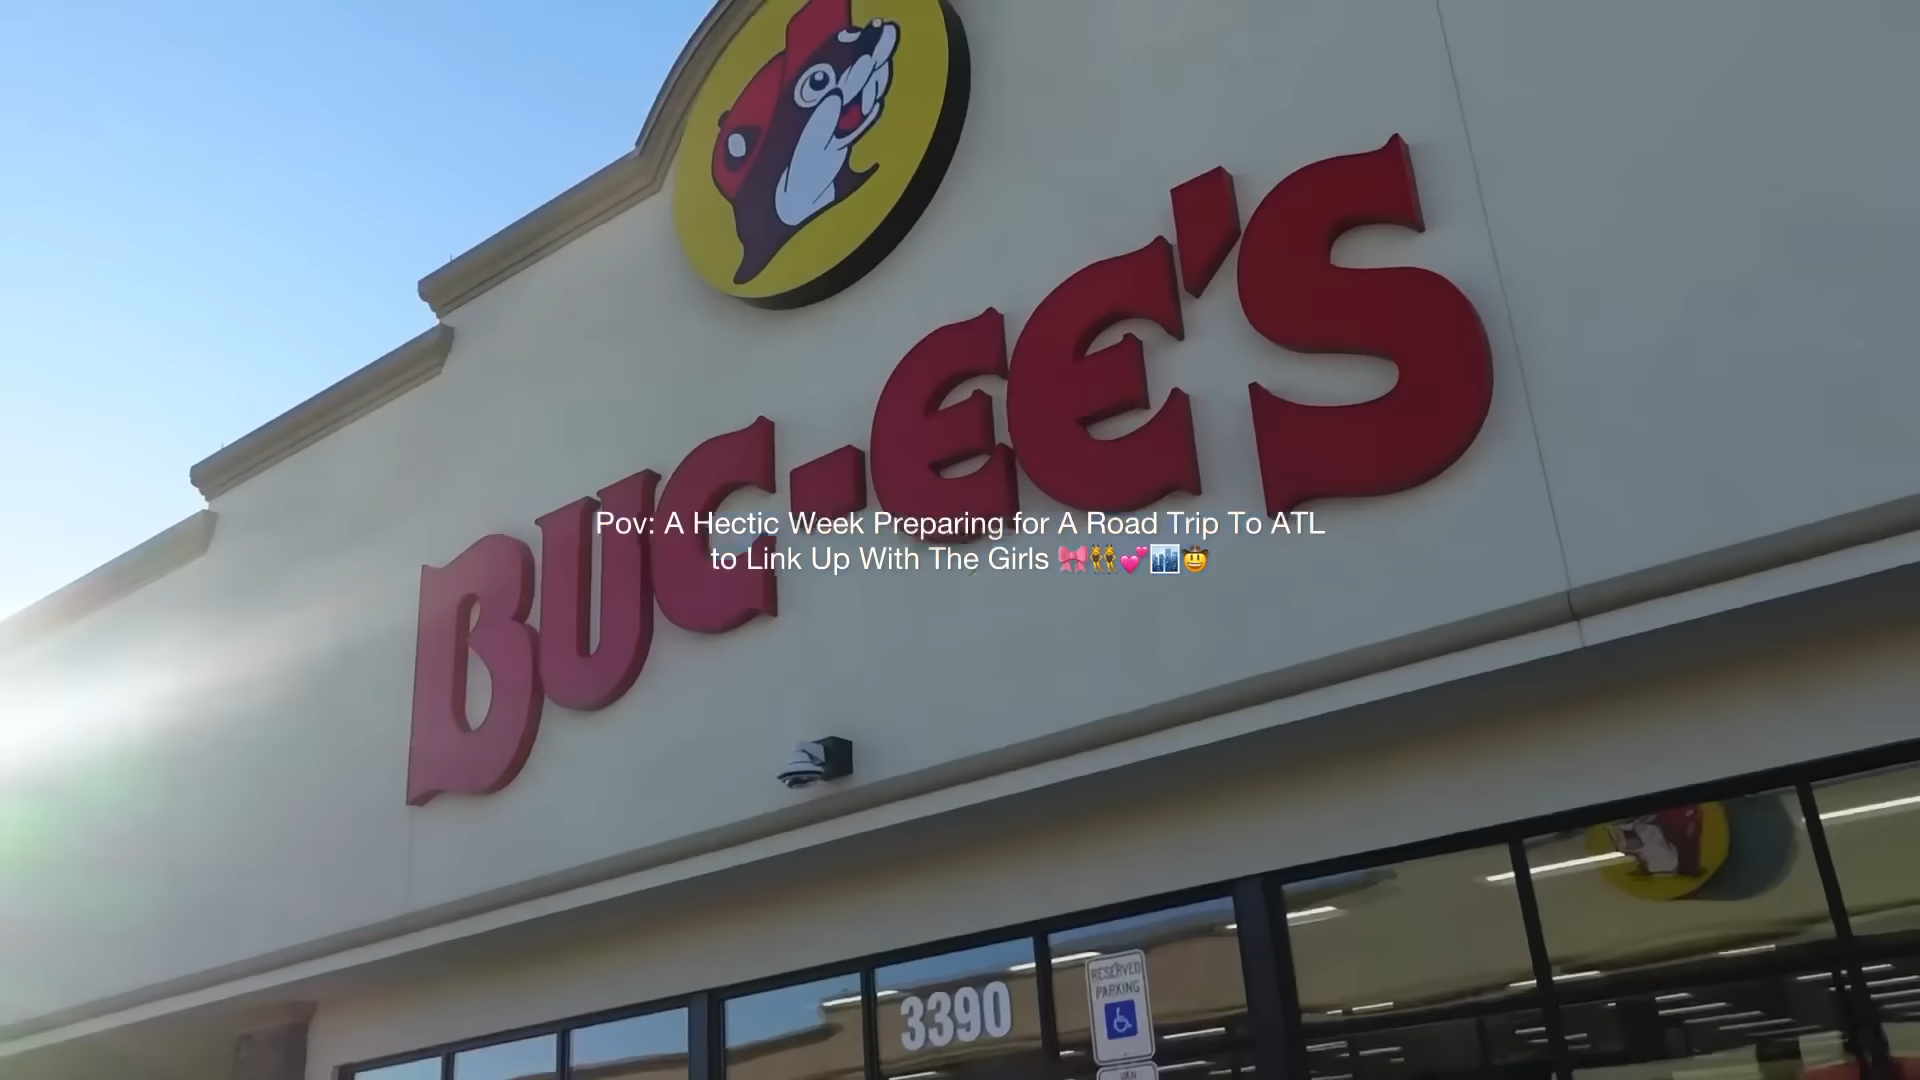 BUC-EE'S
Pov: A Hectic Week Preparing for A Road Trip To ATL
to Link Up With The Girls 🎀👯💕🏙️🤠
3390
RESERVED
PARKING
VAN